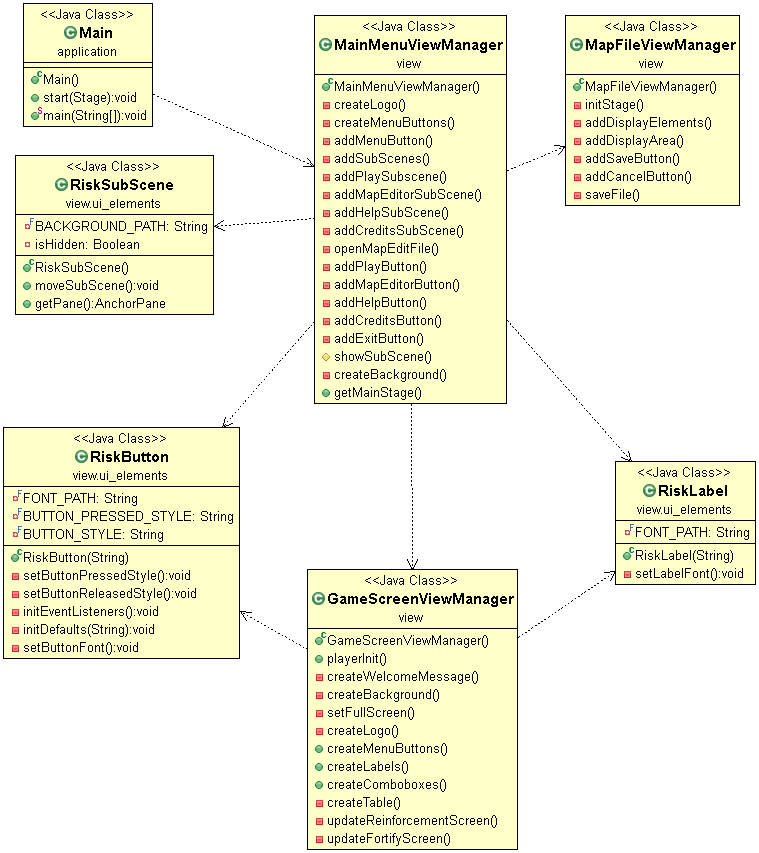 <<Java Class>>
Main
application
Main()
start(Stage):void
main(String[]):void
<<Java Class>>
MainMenuViewManager
view
MainMenuViewManager()
createLogo()
createMenuButtons()
addMenuButton()
addSubScenes()
addPlaySubscene()
addMapEditorSubScene()
addHelpSubScene()
addCreditsSubScene()
openMapEditFile()
addPlayButton()
addMapEditorButton()
addHelpButton()
addCreditsButton()
addExitButton()
showSubScene()
createBackground()
getMainStage()
<<Java Class>>
MapFileViewManager
view
MapFileViewManager()
initStage()
addDisplayElements()
addDisplayArea()
addSaveButton()
addCancelButton()
saveFile()
<<Java Class>>
RiskSubScene
view.ui_elements
BACKGROUND_PATH: String
isHidden: Boolean
RiskSubScene()
moveSubScene():void
getPane():AnchorPane
<<Java Class>>
RiskButton
view.ui_elements
FONT_PATH: String
BUTTON_PRESSED_STYLE: String
BUTTON_STYLE: String
RiskButton(String)
setButtonPressedStyle():void
setButtonReleasedStyle():void
initEventListeners():void
initDefaults(String):void
setButtonFont():void
<<Java Class>>
RiskLabel
view.ui_elements
FONT_PATH: String
RiskLabel(String)
setLabelFont():void
<<Java Class>>
GameScreenViewManager
view
GameScreenViewManager()
playerInit()
createWelcomeMessage()
createBackground()
setFullScreen()
createLogo()
createMenuButtons()
createLabels()
createComboboxes()
createTable()
updateReinforcementScreen()
updateFortifyScreen()